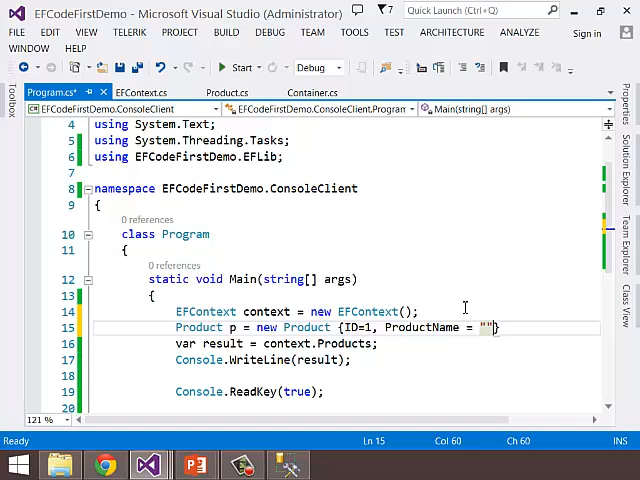 EFCodeFirstDemo - Microsoft Visual Studio (Administrator)
7
Quick Launch (Ctrl+Q)
FILE EDIT VIEW TELERIK PROJECT BUILD DEBUG TEAM TOOLS TEST ARCHITECTURE ANALYZE
Sign in
WINDOW HELP
Start
Debug
Program.cs*
EFContext.cs
Product.cs
Container.cs
EFCodeFirstDemo.ConsoleClient
EFCodeFirstDemo.ConsoleClient.Program
Main(string[] args)
Toolbox
Properties
Solution Explorer
Team Explorer
Class View
4 using System.Text;
5 using System.Threading.Tasks;
6 using EFCodeFirstDemo.EFLib;
7
8 namespace EFCodeFirstDemo.ConsoleClient
9 {
0 references
10 class Program
11 {
0 references
12 static void Main(string[] args)
13 {
14 EFContext context = new EFContext();
15 Product p = new Product {ID=1, ProductName = ""}
16 var result = context.Products;
17 Console.WriteLine(result);
18
19 Console.ReadKey(true);
20
121 %
Ready
Ln 15
Col 60
Ch 60
INS